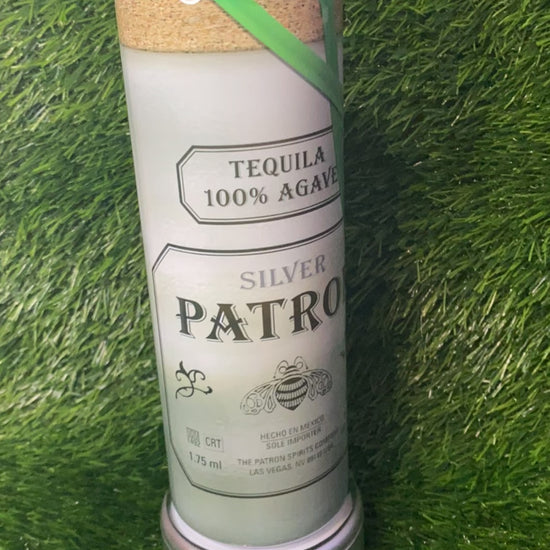 TEQUILA
100% AGAVE
SILVER
PATRO
CRT
1.75 ml
HECHO EN MEXICO
SOLE IMPORTER
THE PATRON SPIRITS COMPANY
LAS VEGAS, NV